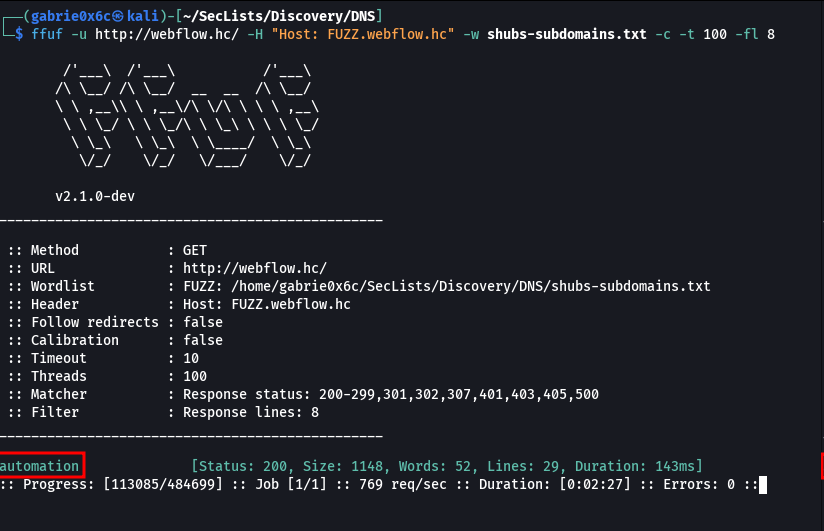 ┌──(gabrie0x6c㉿kali)-[~/SecLists/Discovery/DNS]
└─$ ffuf -u http://webflow.hc/ -H "Host: FUZZ.webflow.hc" -w shubs-subdomains.txt -c -t 100 -fl 8
        /'___\  /'___\           /'___\
       /\ \__/ /\ \__/  __  __  /\ \__/
       \ \ ,__\\ \ ,__\/\ \/\ \ \ \ ,__\
        \ \ \_/ \ \ \_/\ \ \_\ \ \ \ \_/
         \ \_\   \ \_\  \ \____/  \ \_\
          \/_/    \/_/   \/___/    \/_/
       v2.1.0-dev
________________________________________________
 :: Method           : GET
 :: URL              : http://webflow.hc/
 :: Wordlist         : FUZZ: /home/gabrie0x6c/SecLists/Discovery/DNS/shubs-subdomains.txt
 :: Header           : Host: FUZZ.webflow.hc
 :: Follow redirects : false
 :: Calibration      : false
 :: Timeout          : 10
 :: Threads          : 100
 :: Matcher          : Response status: 200-299,301,302,307,401,403,405,500
 :: Filter           : Response lines: 8
________________________________________________
automation              [Status: 200, Size: 1148, Words: 52, Lines: 29, Duration: 143ms]
:: Progress: [113085/484699] :: Job [1/1] :: 769 req/sec :: Duration: [0:02:27] :: Errors: 0 ::